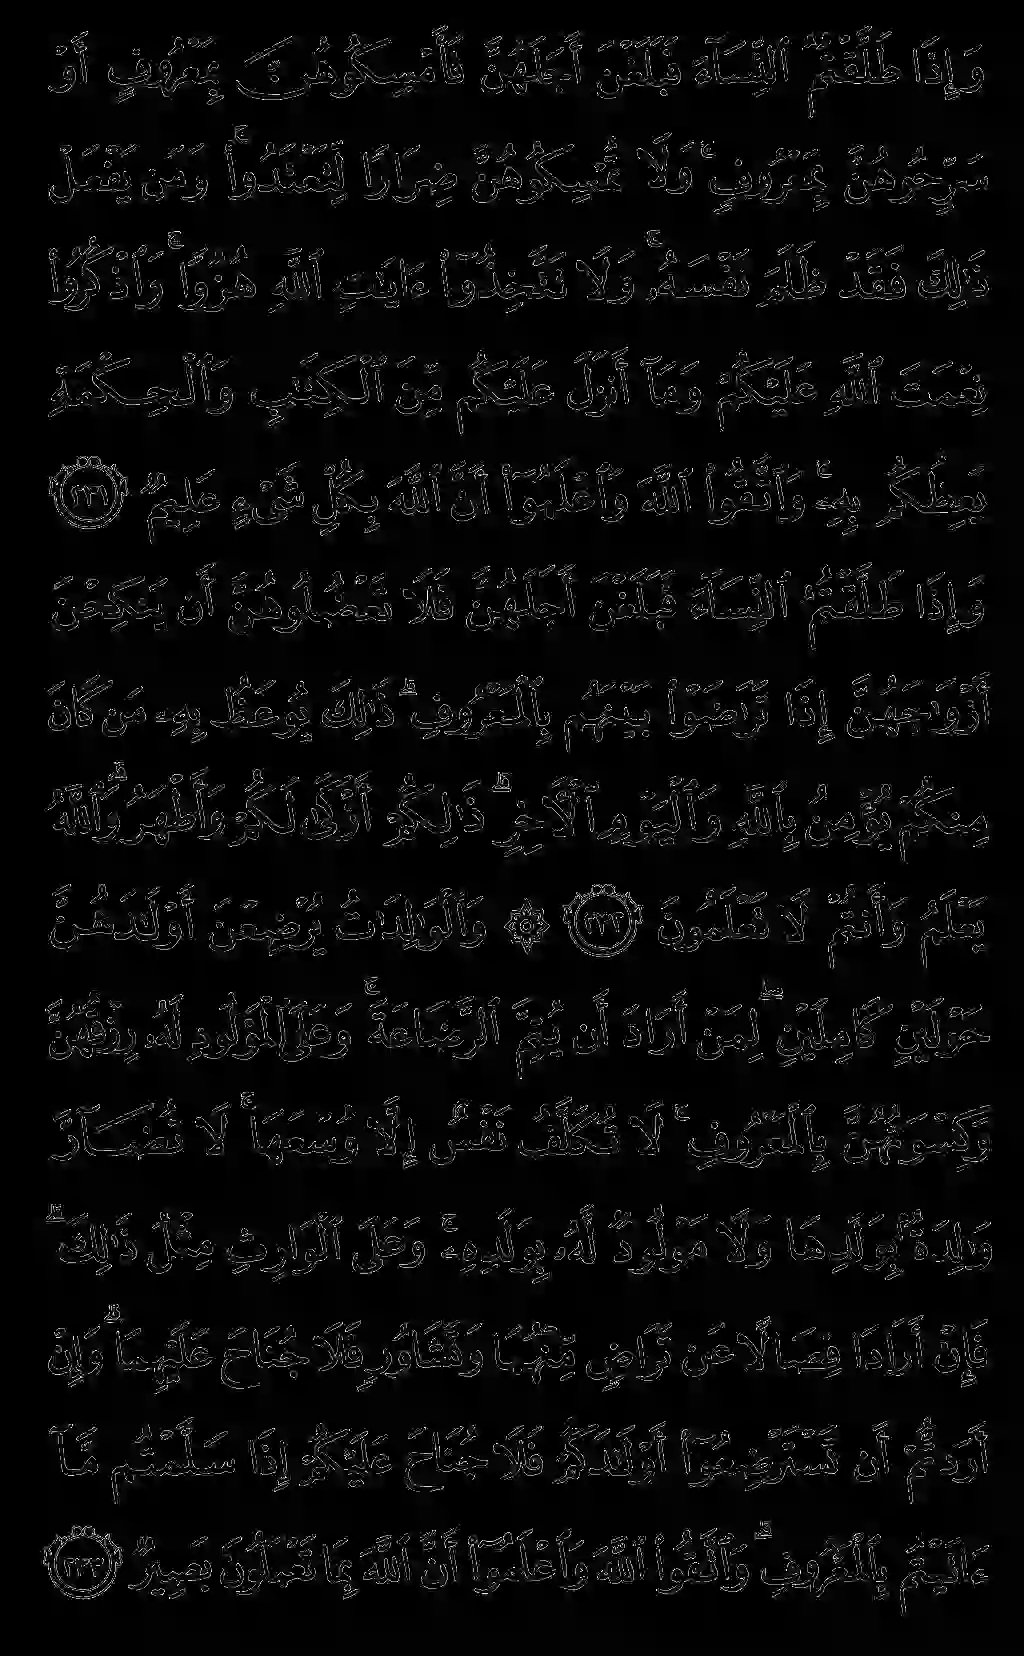 وَإِذَا طَلَّقْتُمُ ٱلنِّسَآءَ فَبَلَغْنَ أَجَلَهُنَّ فَأَمْسِكُوهُنَّ بِمَعْرُوفٍ أَوْ
سَرِّحُوهُنَّ بِمَعْرُوفٍ ۚ وَلَا تُمْسِكُوهُنَّ ضِرَارًا لِّتَعْتَدُوا۟ ۚ وَمَن يَفْعَلْ
ذَٰلِكَ فَقَدْ ظَلَمَ نَفْسَهُۥ ۚ وَلَا تَتَّخِذُوٓا۟ ءَايَٰتِ ٱللَّهِ هُزُوًا ۚ وَٱذْكُرُوا۟
نِعْمَتَ ٱللَّهِ عَلَيْكُمْ وَمَآ أَنزَلَ عَلَيْكُم مِّنَ ٱلْكِتَٰبِ وَٱلْحِكْمَةِ
يَعِظُكُم بِهِۦ ۚ وَٱتَّقُوا۟ ٱللَّهَ وَٱعْلَمُوٓا۟ أَنَّ ٱللَّهَ بِكُلِّ شَىْءٍ عَلِيمٌ ٢٣١
وَإِذَا طَلَّقْتُمُ ٱلنِّسَآءَ فَبَلَغْنَ أَجَلَهُنَّ فَلَا تَعْضُلُوهُنَّ أَن يَنكِحْنَ
أَزْوَٰجَهُنَّ إِذَا تَرَٰضَوْا۟ بَيْنَهُم بِٱلْمَعْرُوفِ ۗ ذَٰلِكَ يُوعَظُ بِهِۦ مَن كَانَ
مِنكُمْ يُؤْمِنُ بِٱللَّهِ وَٱلْيَوْمِ ٱلْءَاخِرِ ۗ ذَٰلِكُمْ أَزْكَىٰ لَكُمْ وَأَطْهَرُ ۗ وَٱللَّهُ
يَعْلَمُ وَأَنتُمْ لَا تَعْلَمُونَ ٢٣٢ ۞ وَٱلْوَٰلِدَٰتُ يُرْضِعْنَ أَوْلَٰدَهُنَّ
حَوْلَيْنِ كَامِلَيْنِ ۖ لِمَنْ أَرَادَ أَن يُتِمَّ ٱلرَّضَاعَةَ ۚ وَعَلَى ٱلْمَوْلُودِ لَهُۥ رِزْقُهُنَّ
وَكِسْوَتُهُنَّ بِٱلْمَعْرُوفِ ۚ لَا تُكَلَّفُ نَفْسٌ إِلَّا وُسْعَهَا ۚ لَا تُضَآرَّ
وَٰلِدَةٌۢ بِوَلَدِهَا وَلَا مَوْلُودٌ لَّهُۥ بِوَلَدِهِۦ ۚ وَعَلَى ٱلْوَارِثِ مِثْلُ ذَٰلِكَ ۗ
فَإِنْ أَرَادَا فِصَالًا عَن تَرَاضٍ مِّنْهُمَا وَتَشَاوُرٍ فَلَا جُنَاحَ عَلَيْهِمَا ۗ وَإِنْ
أَرَدتُّمْ أَن تَسْتَرْضِعُوٓا۟ أَوْلَٰدَكُمْ فَلَا جُنَاحَ عَلَيْكُمْ إِذَا سَلَّمْتُم مَّآ
ءَاتَيْتُم بِٱلْمَعْرُوفِ ۗ وَٱتَّقُوا۟ ٱللَّهَ وَٱعْلَمُوٓا۟ أَنَّ ٱللَّهَ بِمَا تَعْمَلُونَ بَصِيرٌ ٢٣٣